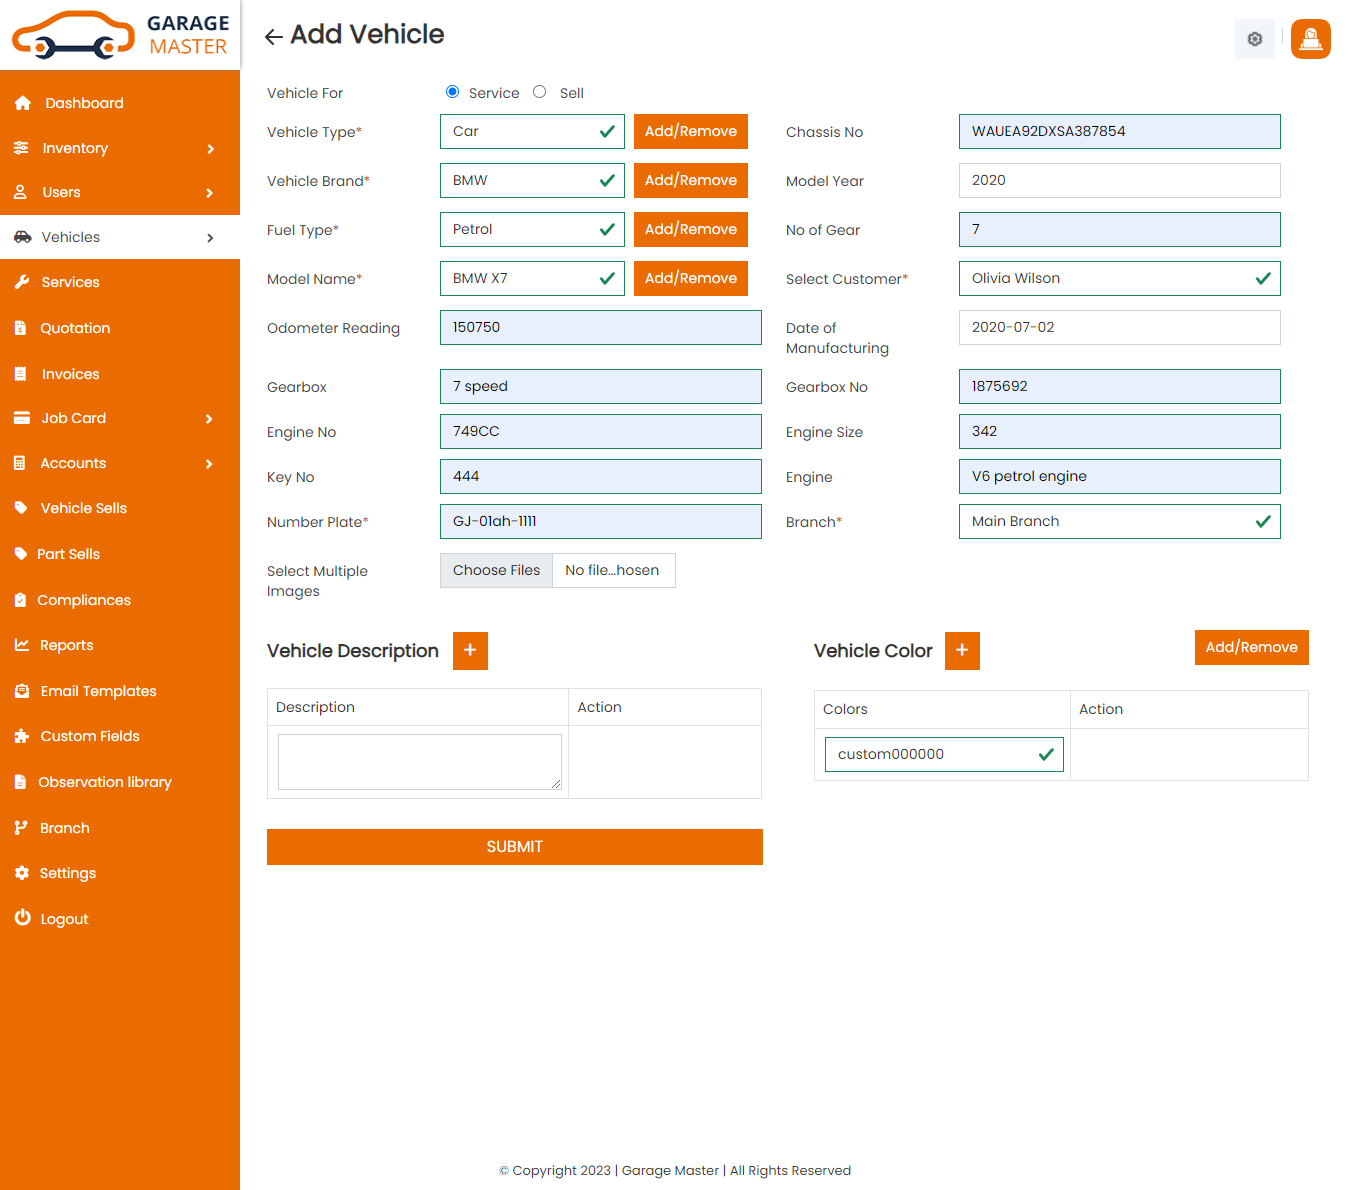 GARAGE
MASTER
Dashboard
Inventory
Users
Vehicles
Services
Quotation
Invoices
Job Card
Accounts
Vehicle Sells
Part Sells
Compliances
Reports
Email Templates
Custom Fields
Observation library
Branch
Settings
Logout
Add Vehicle
Vehicle For Service Sell
Vehicle Type* Car Add/Remove Chassis No WAUEA92DXSA387854
Vehicle Brand* BMW Add/Remove Model Year 2020
Fuel Type* Petrol Add/Remove No of Gear 7
Model Name* BMW X7 Add/Remove Select Customer* Olivia Wilson
Odometer Reading 150750 Date of 2020-07-02
Manufacturing
Gearbox 7 speed Gearbox No 1875692
Engine No 749CC Engine Size 342
Key No 444 Engine V6 petrol engine
Number Plate* GJ-01ah-1111 Branch* Main Branch
Select Multiple Choose Files No file...hosen
Images
Vehicle Description + Vehicle Color + Add/Remove
Description Action Colors Action
custom000000
SUBMIT
© Copyright 2023 | Garage Master | All Rights Reserved